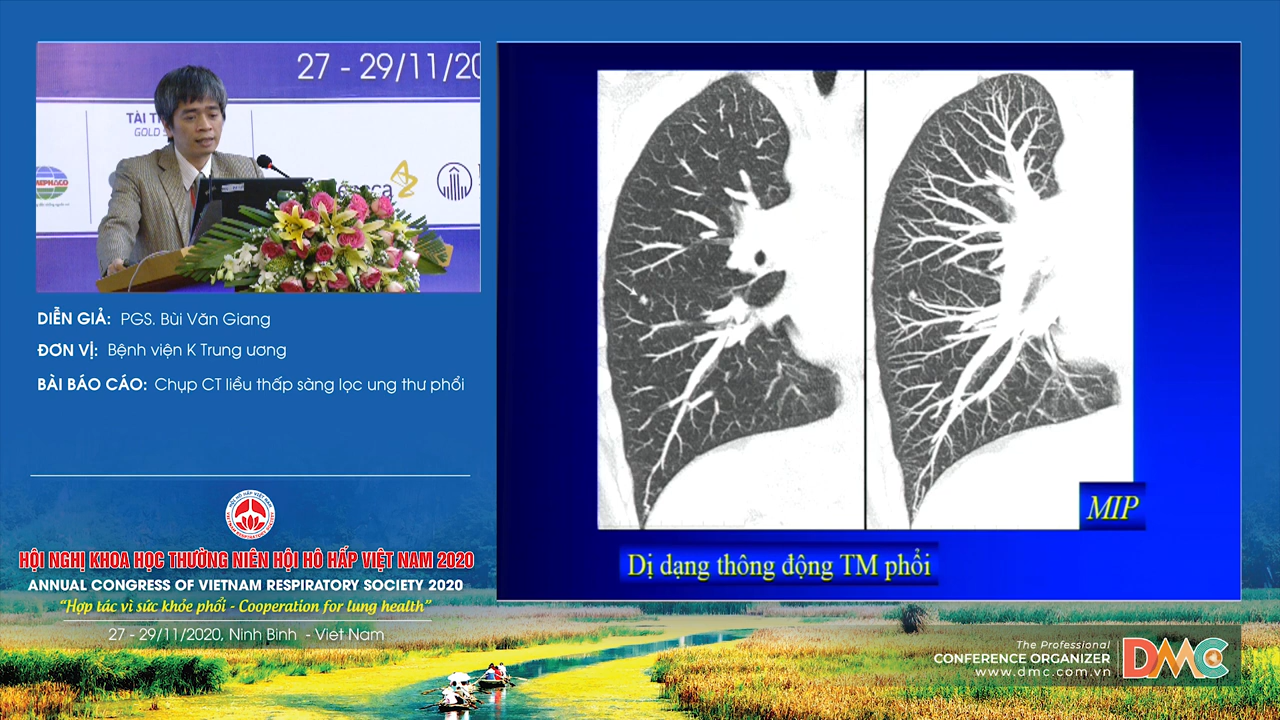 27 - 29/11/20
TÀI T
GOLD S
DIỄN GIẢ: PGS. Bùi Văn Giang
ĐƠN VỊ: Bệnh viện K Trung ương
BÀI BÁO CÁO: Chụp CT liều thấp sàng lọc ung thư phổi
HỘI NGHỊ KHOA HỌC THƯỜNG NIÊN HỘI HÔ HẤP VIỆT NAM 2020
ANNUAL CONGRESS OF VIETNAM RESPIRATORY SOCIETY 2020
“Hợp tác vì sức khỏe phổi - Cooperation for lung health”
27 - 29/11/2020, Ninh Bình - Viet Nam
MIP
Dị dạng thông động TM phổi
The Professional
CONFERENCE ORGANIZER
www.dmc.com.vn
DMC